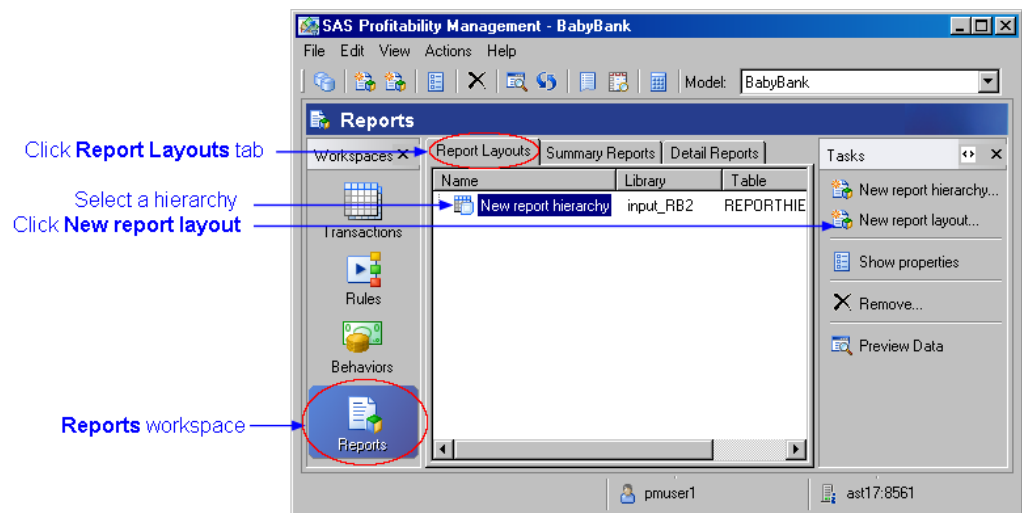 SAS Profitability Management - BabyBank
File Edit View Actions Help
Model: BabyBank
Reports
Click Report Layouts tab
Workspaces
Report Layouts Summary Reports Detail Reports
Tasks
Name Library Table
New report hierarchy...
Select a hierarchy
New report hierarchy input_RB2 REPORTHIE
Click New report layout
New report layout...
Transactions
Show properties
Rules
Remove...
Preview Data
Behaviors
Reports workspace
Reports
pmuser1 ast17:8561